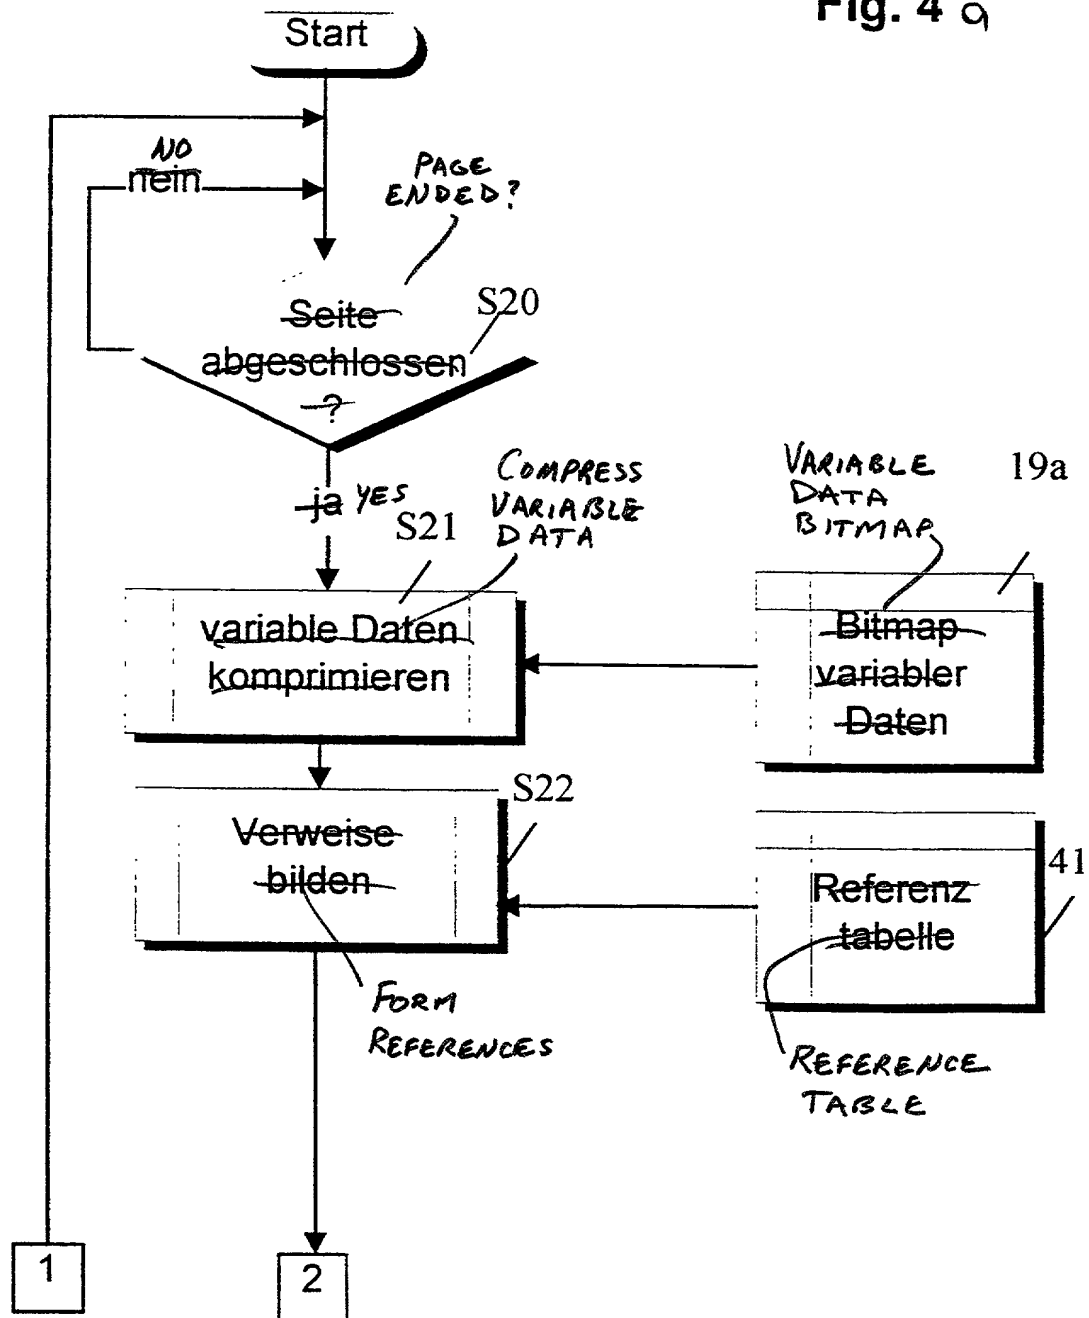 Fig. 4 a
Start
NO
nein
PAGE
ENDED?
Seite
abgeschlossen
?
S20
ja YES
S21
COMPRESS
VARIABLE
DATA
VARIABLE
DATA
BITMAP
19a
variable Daten
komprimieren
Bitmap
variabler
Daten
S22
Verweise
bilden
Referenz
tabelle
41
FORM
REFERENCES
REFERENCE
TABLE
1
2